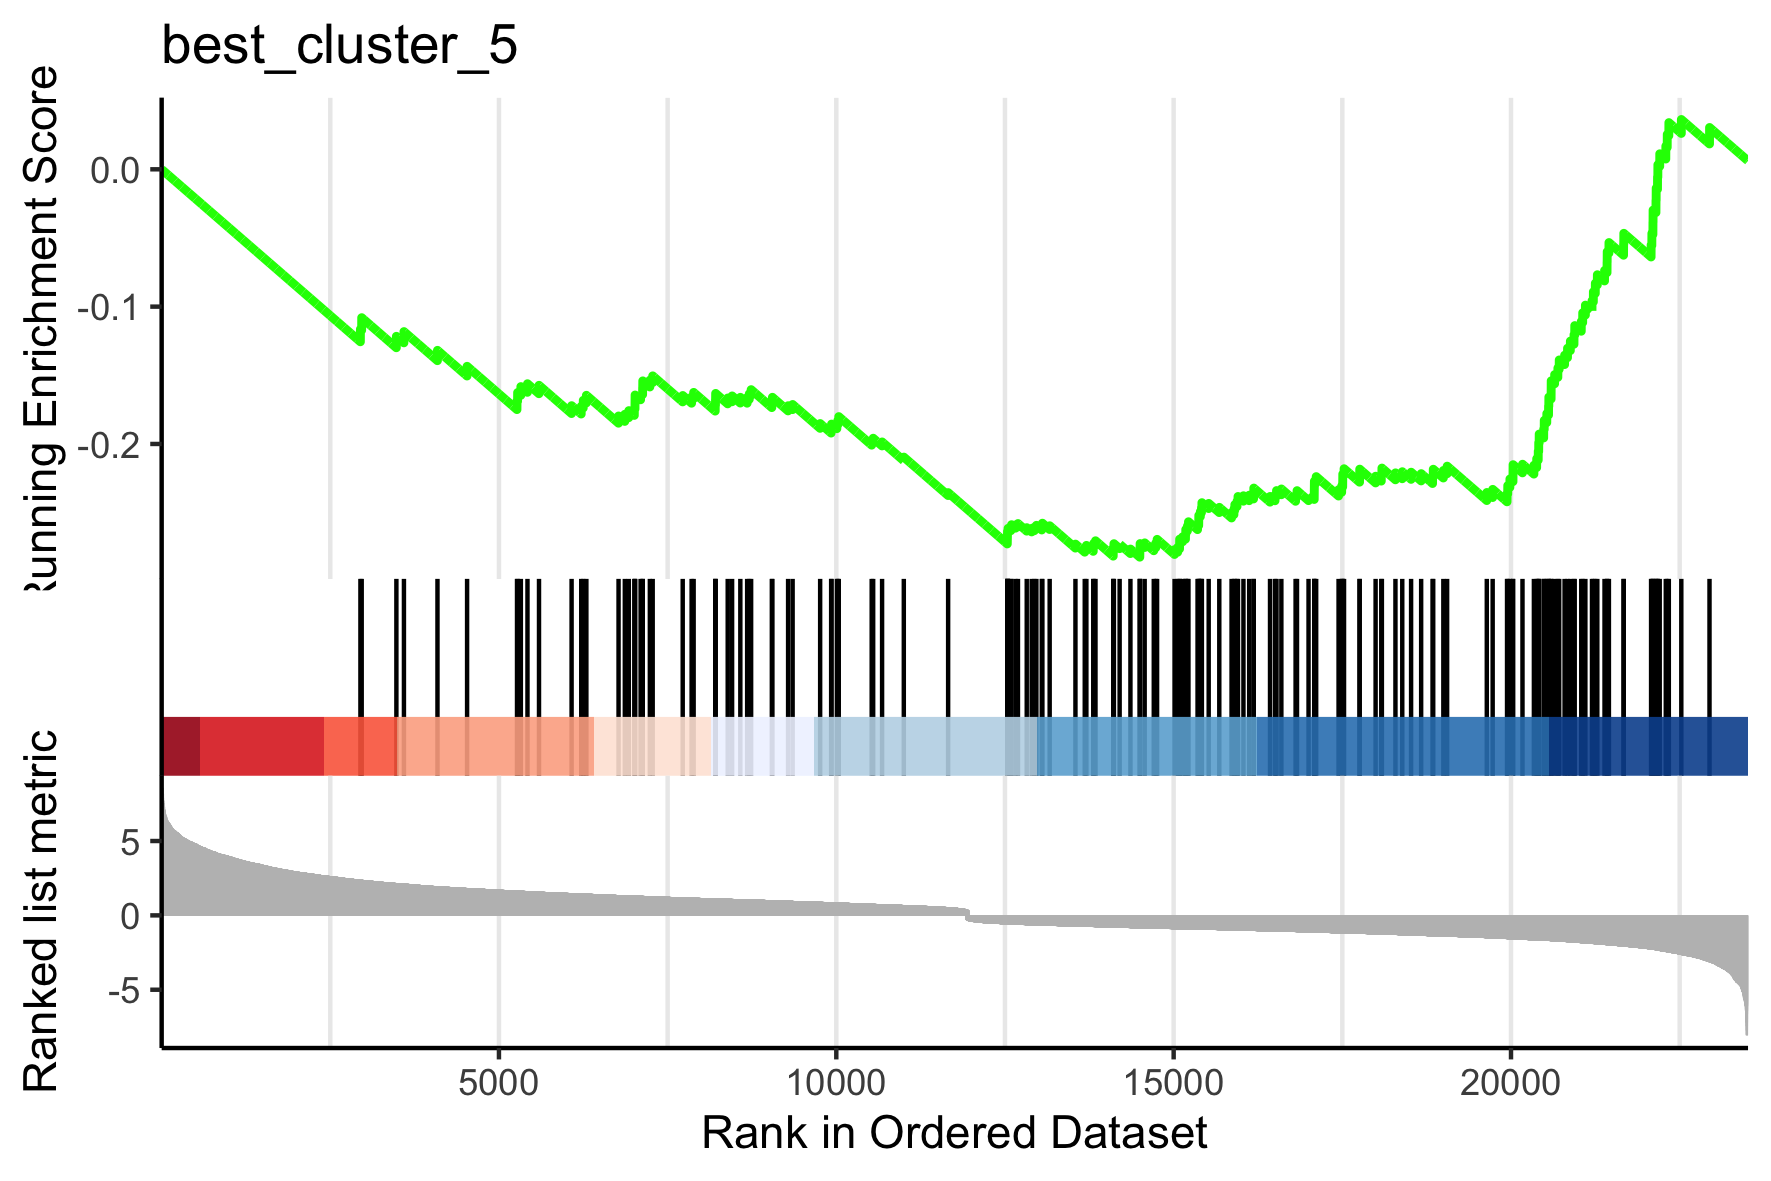 best_cluster_5
Running Enrichment Score
0.0
-0.1
-0.2
Ranked list metric
5
0
-5
5000
10000
15000
20000
Rank in Ordered Dataset